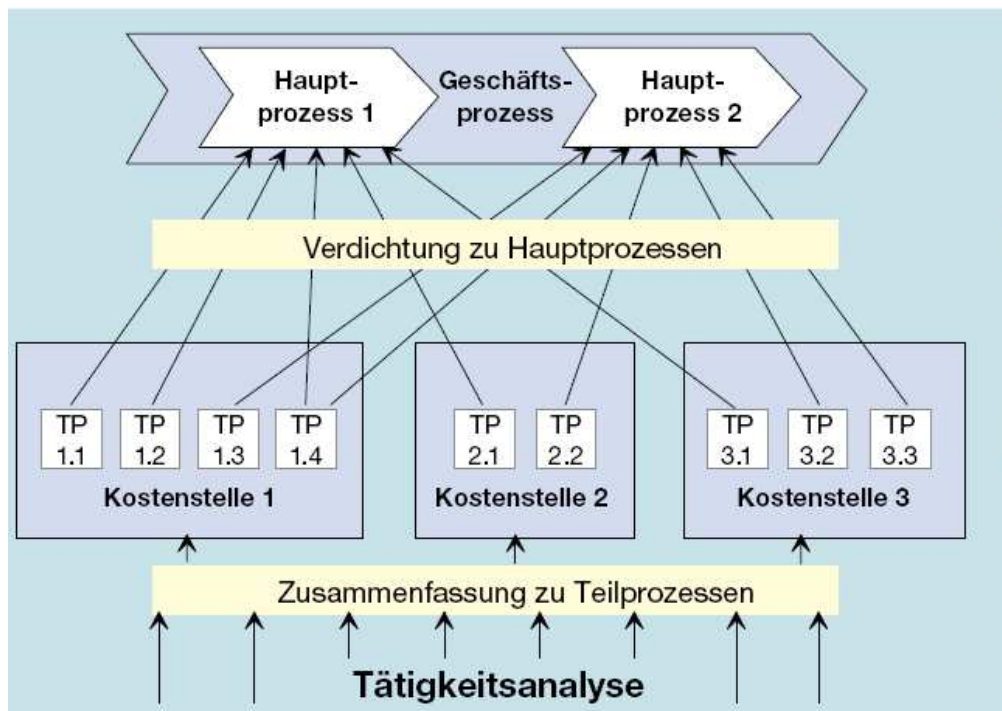 Haupt-
prozess 1
Geschäfts-
prozess
Haupt-
prozess 2
Verdichtung zu Hauptprozessen
TP
1.1
TP
1.2
TP
1.3
TP
1.4
Kostenstelle 1
TP
2.1
TP
2.2
Kostenstelle 2
TP
3.1
TP
3.2
TP
3.3
Kostenstelle 3
Zusammenfassung zu Teilprozessen
Tätigkeitsanalyse